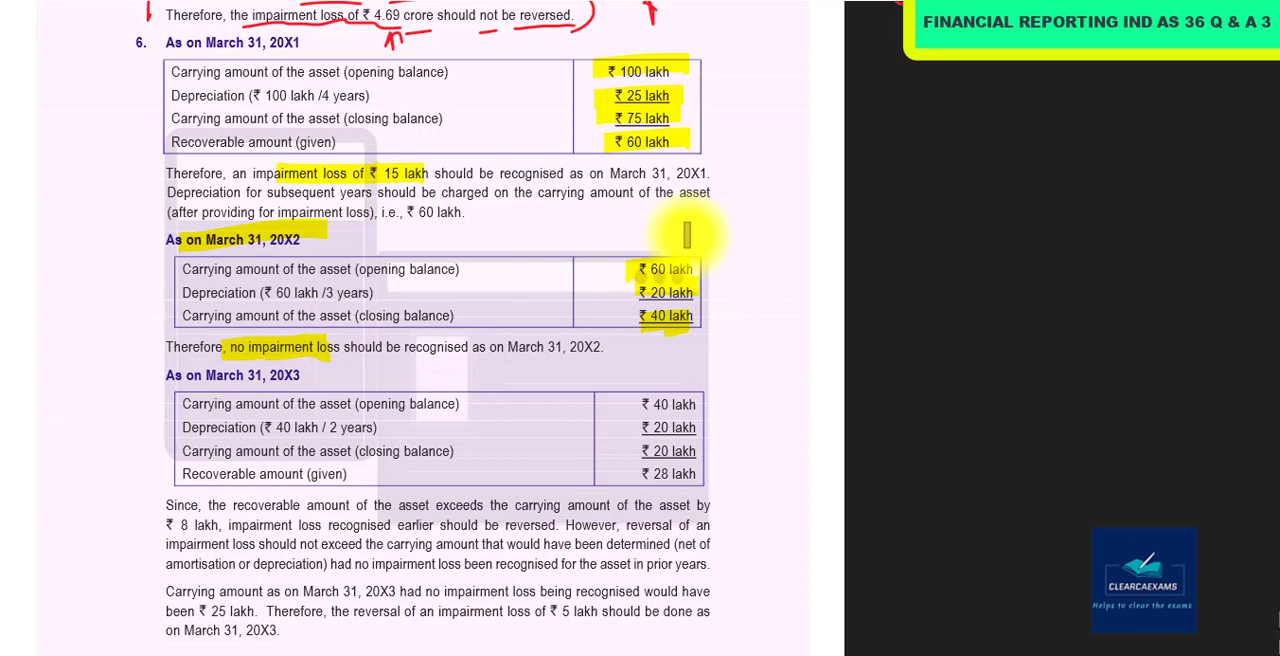 Therefore, the impairment loss of ₹ 4.69 crore should not be reversed.
FINANCIAL REPORTING IND AS 36 Q & A 3
6. As on March 31, 20X1
Carrying amount of the asset (opening balance) ₹ 100 lakh
Depreciation (₹ 100 lakh /4 years) ₹ 25 lakh
Carrying amount of the asset (closing balance) ₹ 75 lakh
Recoverable amount (given) ₹ 60 lakh
Therefore, an impairment loss of ₹ 15 lakh should be recognised as on March 31, 20X1.
Depreciation for subsequent years should be charged on the carrying amount of the asset
(after providing for impairment loss), i.e., ₹ 60 lakh.
As on March 31, 20X2
Carrying amount of the asset (opening balance) ₹ 60 lakh
Depreciation (₹ 60 lakh /3 years) ₹ 20 lakh
Carrying amount of the asset (closing balance) ₹ 40 lakh
Therefore, no impairment loss should be recognised as on March 31, 20X2.
As on March 31, 20X3
Carrying amount of the asset (opening balance) ₹ 40 lakh
Depreciation (₹ 40 lakh / 2 years) ₹ 20 lakh
Carrying amount of the asset (closing balance) ₹ 20 lakh
Recoverable amount (given) ₹ 28 lakh
Since, the recoverable amount of the asset exceeds the carrying amount of the asset by
₹ 8 lakh, impairment loss recognised earlier should be reversed. However, reversal of an
impairment loss should not exceed the carrying amount that would have been determined (net of
amortisation or depreciation) had no impairment loss been recognised for the asset in prior years.
Carrying amount as on March 31, 20X3 had no impairment loss being recognised would have
been ₹ 25 lakh. Therefore, the reversal of an impairment loss of ₹ 5 lakh should be done as
on March 31, 20X3.
CLEARCAEXAMS
Helps to clear the exams